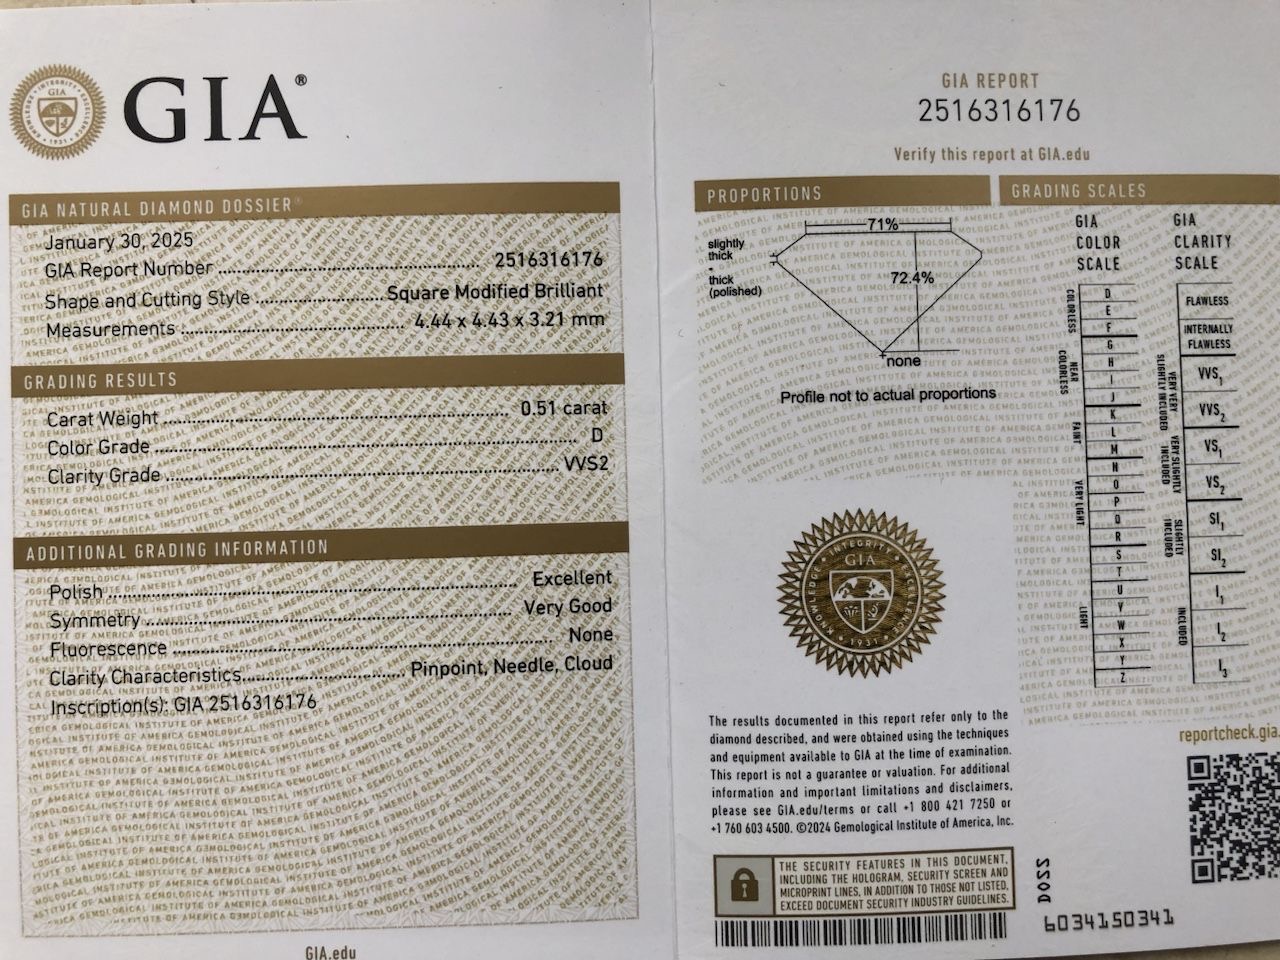 GIA®
GIA NATURAL DIAMOND DOSSIER®
January 30, 2025
GIA Report Number 2516316176
Shape and Cutting Style Square Modified Brilliant
Measurements 4.44 x 4.43 x 3.21 mm
GRADING RESULTS
Carat Weight 0.51 carat
Color Grade D
Clarity Grade VVS2
ADDITIONAL GRADING INFORMATION
Polish Excellent
Symmetry Very Good
Fluorescence None
Clarity Characteristics Pinpoint, Needle, Cloud
Inscription(s): GIA 2516316176
GIA.edu
GIA REPORT
2516316176
Verify this report at GIA.edu
PROPORTIONS
71%
slightly
thick
-
thick
(polished)
72.4%
none
Profile not to actual proportions
KNOWLEDGE • INTEGRITY • EXCELLENCE
GIA
1931
The results documented in this report refer only to the
diamond described, and were obtained using the techniques
and equipment available to GIA at the time of examination.
This report is not a guarantee or valuation. For additional
information and important limitations and disclaimers,
please see GIA.edu/terms or call +1 800 421 7250 or
+1 760 603 4500. ©2024 Gemological Institute of America, Inc.
THE SECURITY FEATURES IN THIS DOCUMENT,
INCLUDING THE HOLOGRAM, SECURITY SCREEN AND
MICROPRINT LINES, IN ADDITION TO THOSE NOT LISTED,
EXCEED DOCUMENT SECURITY INDUSTRY GUIDELINES.
GRADING SCALES
GIA
COLOR
SCALE
COLORLESS
D
E
F
NEAR
COLORLESS
G
H
I
J
FAINT
K
L
M
VERY LIGHT
N
O
P
Q
R
LIGHT
S
T
U
V
W
X
Y
Z
GIA
CLARITY
SCALE
FLAWLESS
INTERNALLY
FLAWLESS
VERY VERY
SLIGHTLY INCLUDED
VVS1
VVS2
VERY SLIGHTLY
INCLUDED
VS1
VS2
SLIGHTLY
INCLUDED
SI1
SI2
INCLUDED
I1
I2
I3
reportcheck.gia.
DO22
6034150341